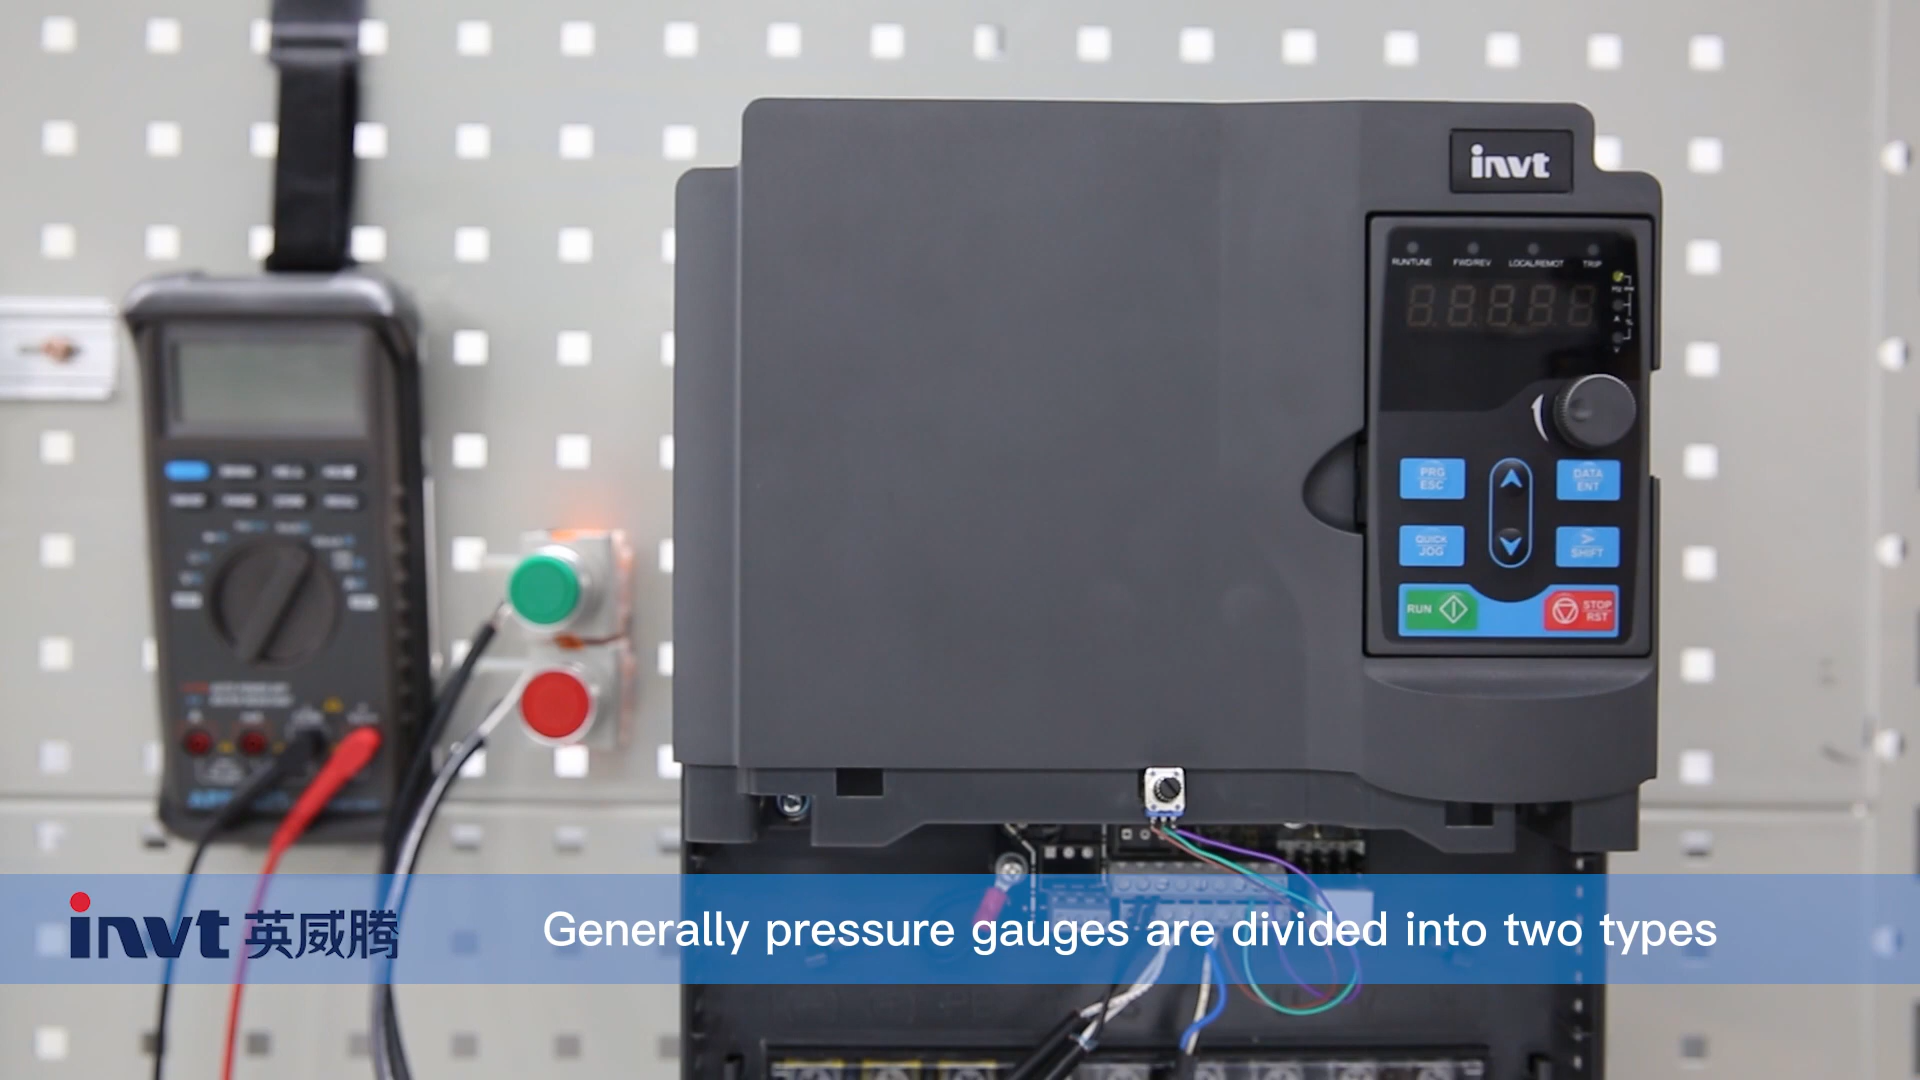 invt
RUN/TUNE FWD/REV LOCAL/REMOT TRIP
PRG
ESC
DATA
ENT
QUICK
JOG
SHIFT
RUN
STOP
RST
invt 英威腾
Generally pressure gauges are divided into two types